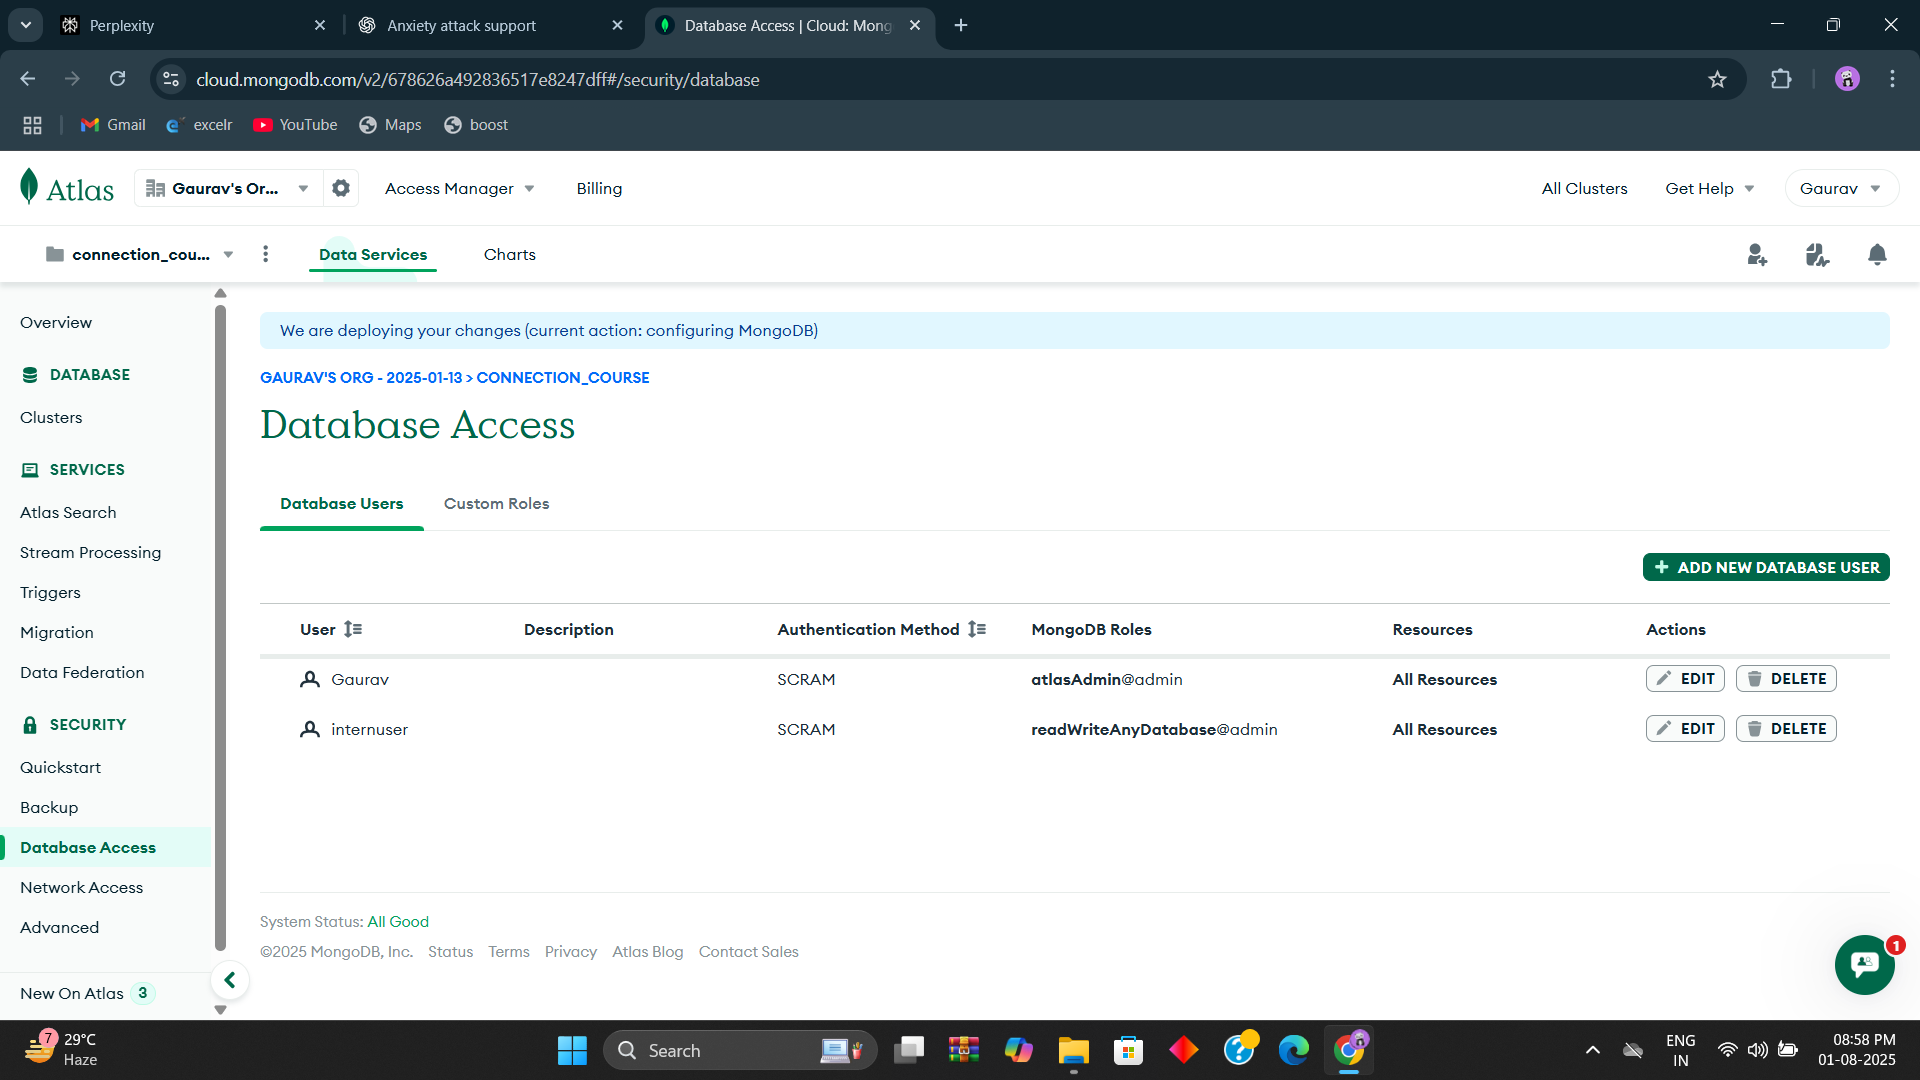 Perplexity
Anxiety attack support
Database Access | Cloud: Mong
cloud.mongodb.com/v2/678626a492836517e8247dff#/security/database
Gmail
excelr
YouTube
Maps
boost
Atlas
Gaurav's Or...
Access Manager
Billing
All Clusters
Get Help
Gaurav
connection_cou...
Data Services
Charts
Overview
DATABASE
Clusters
SERVICES
Atlas Search
Stream Processing
Triggers
Migration
Data Federation
SECURITY
Quickstart
Backup
Database Access
Network Access
Advanced
New On Atlas 3
We are deploying your changes (current action: configuring MongoDB)
GAURAV'S ORG - 2025-01-13 > CONNECTION_COURSE
Database Access
Database Users
Custom Roles
+ ADD NEW DATABASE USER
User Description Authentication Method MongoDB Roles Resources Actions
Gaurav SCRAM atlasAdmin@admin All Resources EDIT DELETE
internuser SCRAM readWriteAnyDatabase@admin All Resources EDIT DELETE
System Status: All Good
©2025 MongoDB, Inc. Status Terms Privacy Atlas Blog Contact Sales
1
7
29°C
Haze
Search
ENG
IN
08:58 PM
01-08-2025